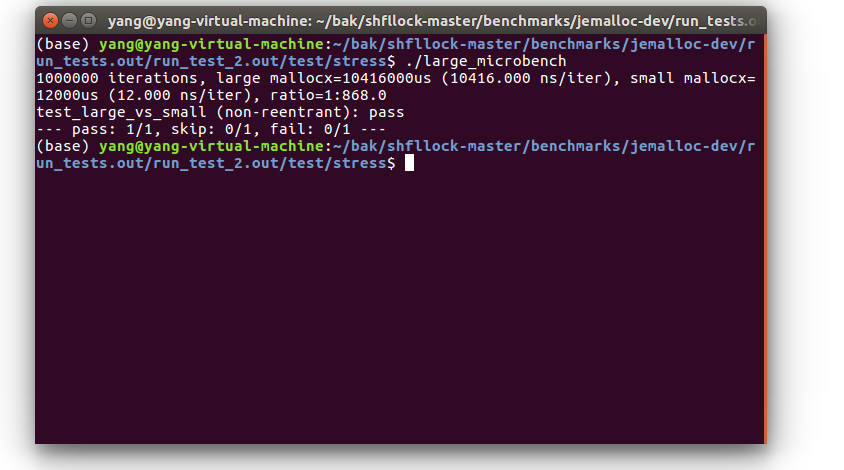 yang@yang-virtual-machine: ~/bak/shfllock-master/benchmarks/jemalloc-dev/run_tests.o
(base) yang@yang-virtual-machine:~/bak/shfllock-master/benchmarks/jemalloc-dev/r
un_tests.out/run_test_2.out/test/stress$ ./large_microbench
1000000 iterations, large mallocx=10416000us (10416.000 ns/iter), small mallocx=
12000us (12.000 ns/iter), ratio=1:868.0
test_large_vs_small (non-reentrant): pass
--- pass: 1/1, skip: 0/1, fail: 0/1 ---
(base) yang@yang-virtual-machine:~/bak/shfllock-master/benchmarks/jemalloc-dev/r
un_tests.out/run_test_2.out/test/stress$